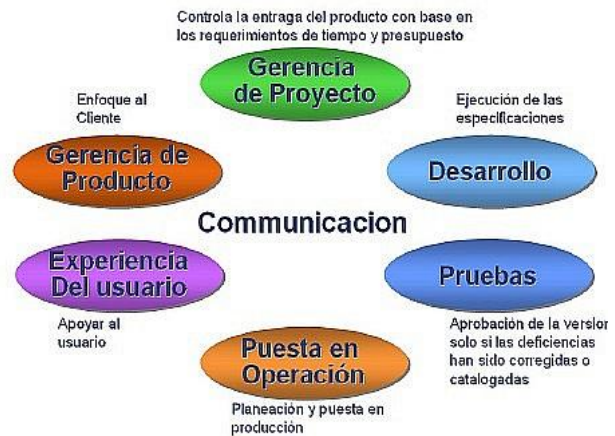 Controla la entraga del producto con base en
los requerimientos de tiempo y presupuesto
Gerencia
de Proyecto
Enfoque al
Cliente
Gerencia de
Producto
Ejecución de las
especificaciones
Desarrollo
Communicacion
Experiencia
Del usuario
Apoyar al
usuario
Pruebas
Aprobación de la version
solo si las deficiencias
han sido corregidas o
catalogadas
Puesta en
Operación
Planeación y puesta en
producción